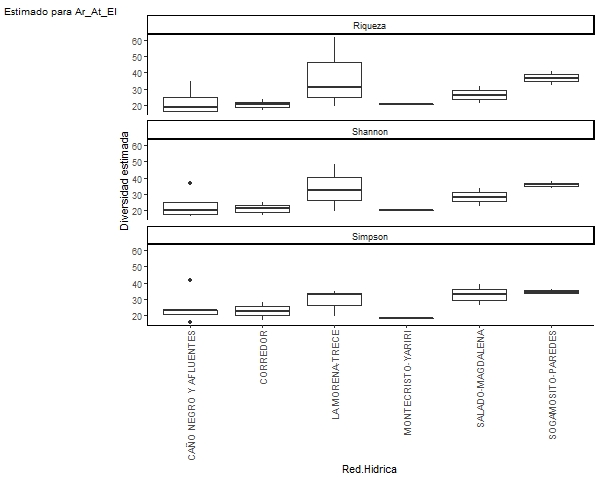 Estimado para Ar_At_El
Riqueza
60
50
40
30
20
Shannon
60
50
40
30
20
Simpson
60
50
40
30
20
Diversidad estimada
CAÑO NEGRO Y AFLUENTES
CORREDOR
LA MORENA-TRECE
MONTECRISTO-YARIRI
SALADO-MAGDALENA
SOGAMOSITO-PAREDES
Red.Hidrica